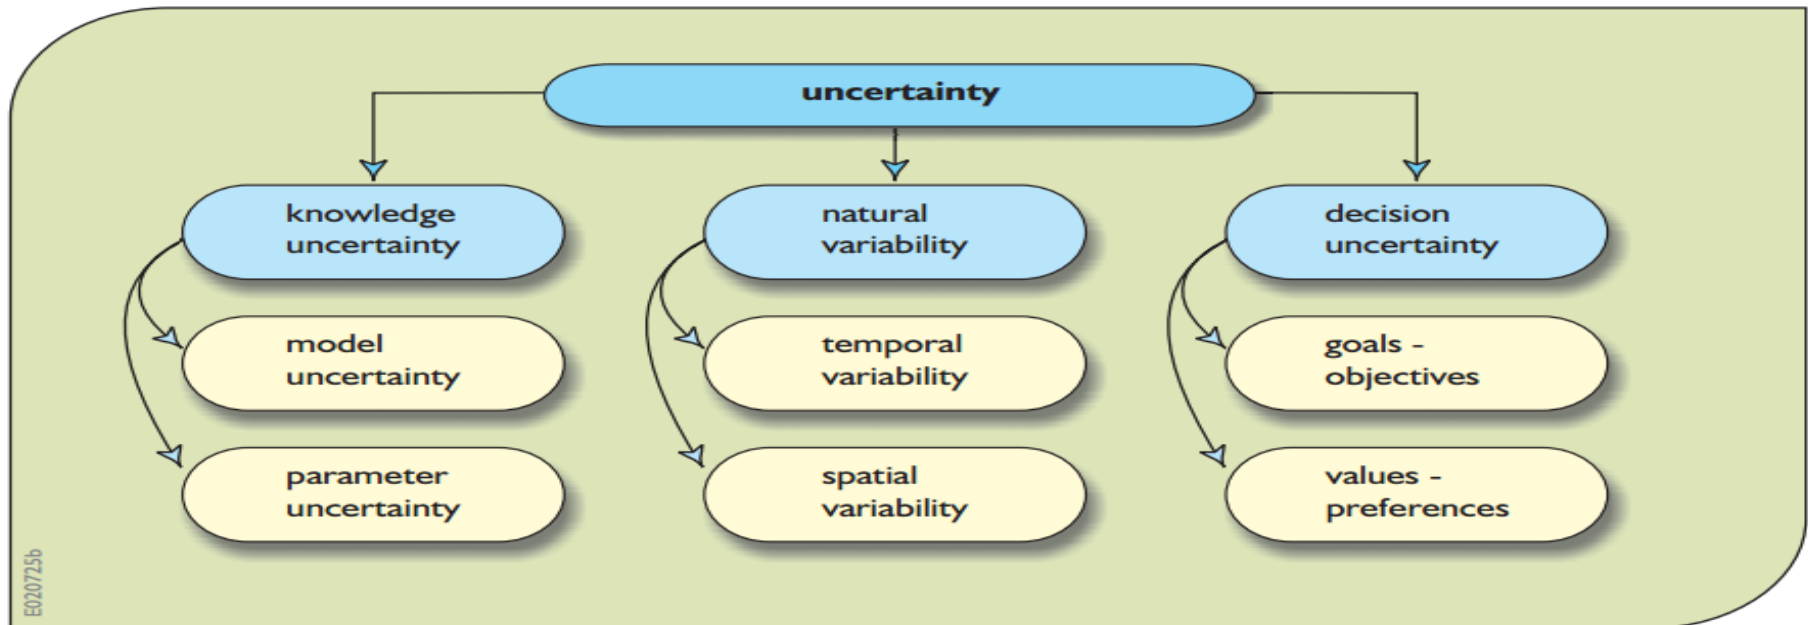 uncertainty
knowledge
uncertainty
natural
variability
decision
uncertainty
model
uncertainty
temporal
variability
goals -
objectives
parameter
uncertainty
spatial
variability
values -
preferences
E020725b